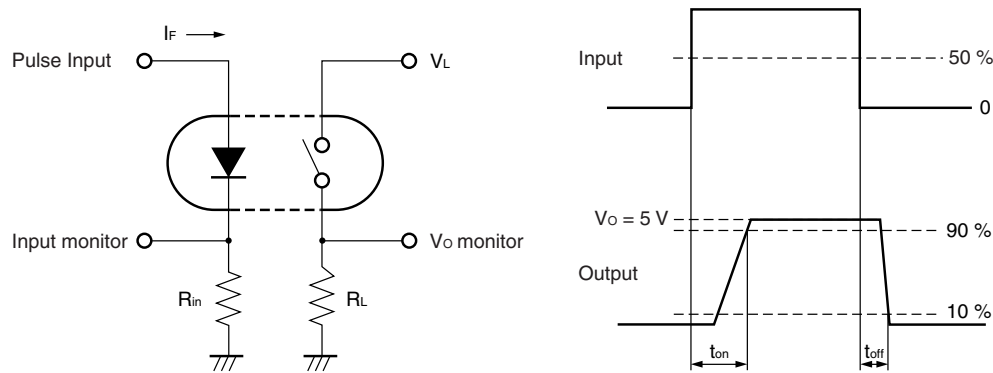 IF
Pulse Input
VL
Input monitor
VO monitor
Rin
RL
Input
50 %
0
VO = 5 V
90 %
Output
10 %
ton
toff